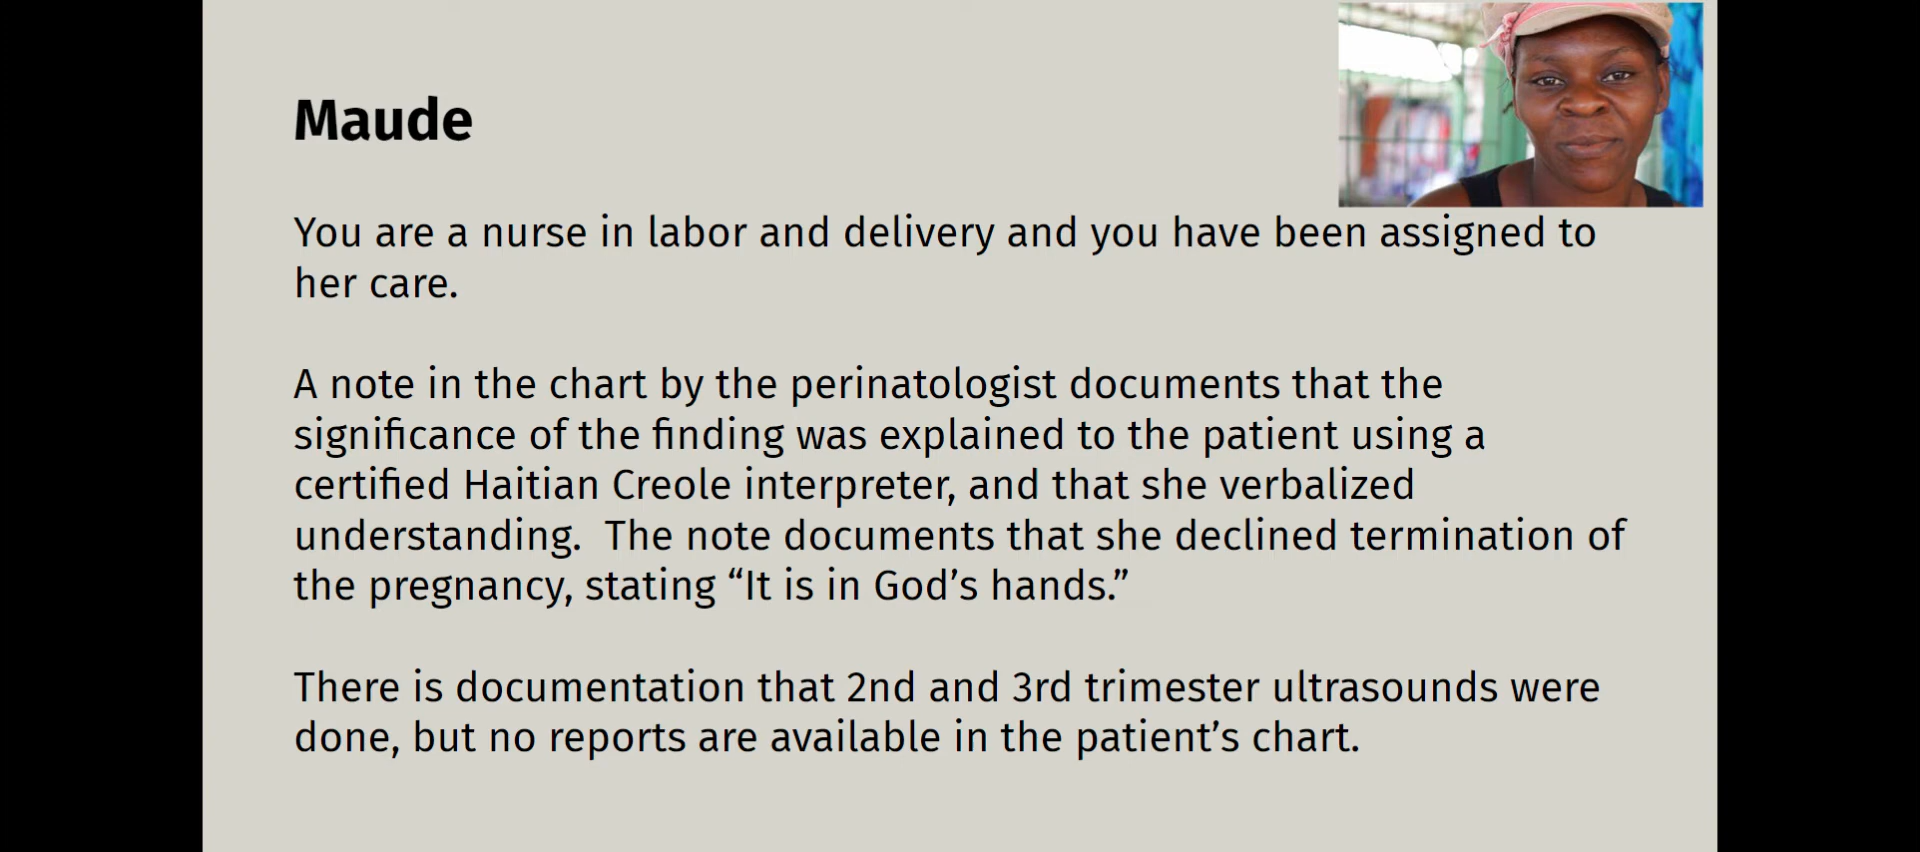 Maude
You are a nurse in labor and delivery and you have been assigned to
her care.
A note in the chart by the perinatologist documents that the
significance of the finding was explained to the patient using a
certified Haitian Creole interpreter, and that she verbalized
understanding.  The note documents that she declined termination of
the pregnancy, stating “It is in God’s hands.”
There is documentation that 2nd and 3rd trimester ultrasounds were
done, but no reports are available in the patient’s chart.